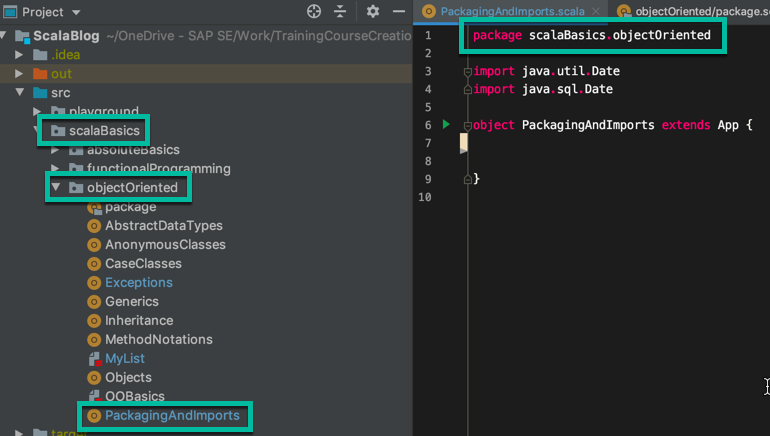 Project
ScalaBlog ~/OneDrive - SAP SE/Work/TrainingCourseCreation
.idea
out
src
playground
scalaBasics
absoluteBasics
functionalProgramming
objectOriented
package
AbstractDataTypes
AnonymousClasses
CaseClasses
Exceptions
Generics
Inheritance
MethodNotations
MyList
Objects
OOBasics
PackagingAndImports
target
PackagingAndImports.scala × objectOriented/package.sc
1 package scalaBasics.objectOriented
2
3 import java.util.Date
4 import java.sql.Date
5
6 object PackagingAndImports extends App {
7
8
9 }
10